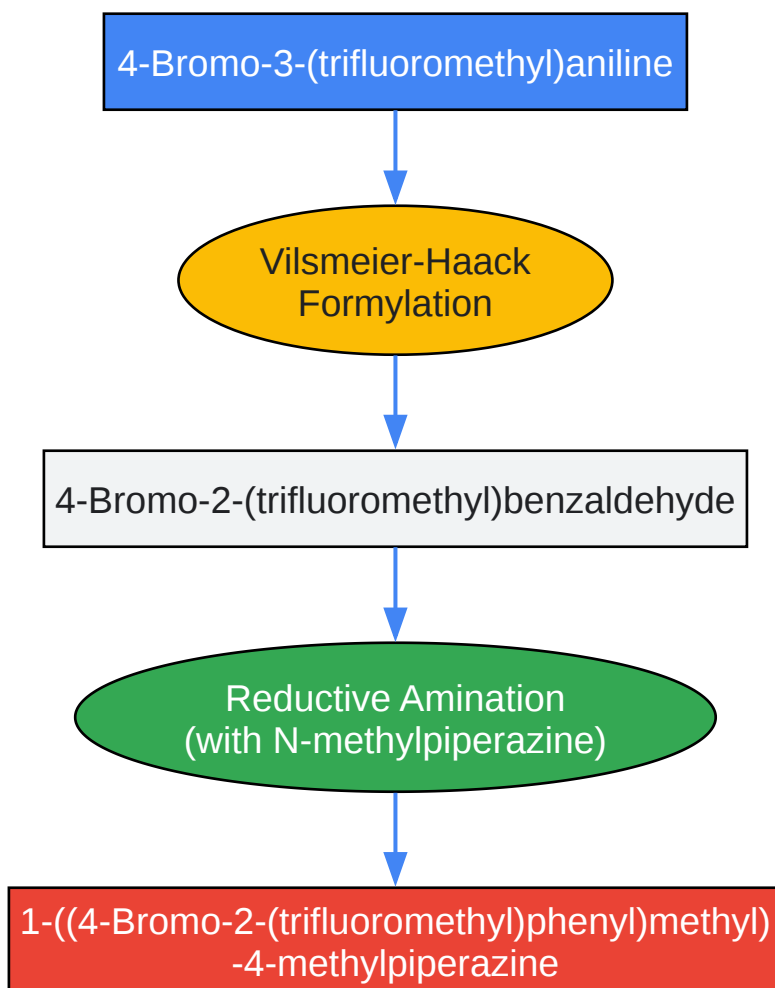 4-Bromo-3-(trifluoromethyl)aniline
Vilsmeier-Haack
Formylation
4-Bromo-2-(trifluoromethyl)benzaldehyde
Reductive Amination
(with N-methylpiperazine)
1-((4-Bromo-2-(trifluoromethyl)phenyl)methyl)
-4-methylpiperazine